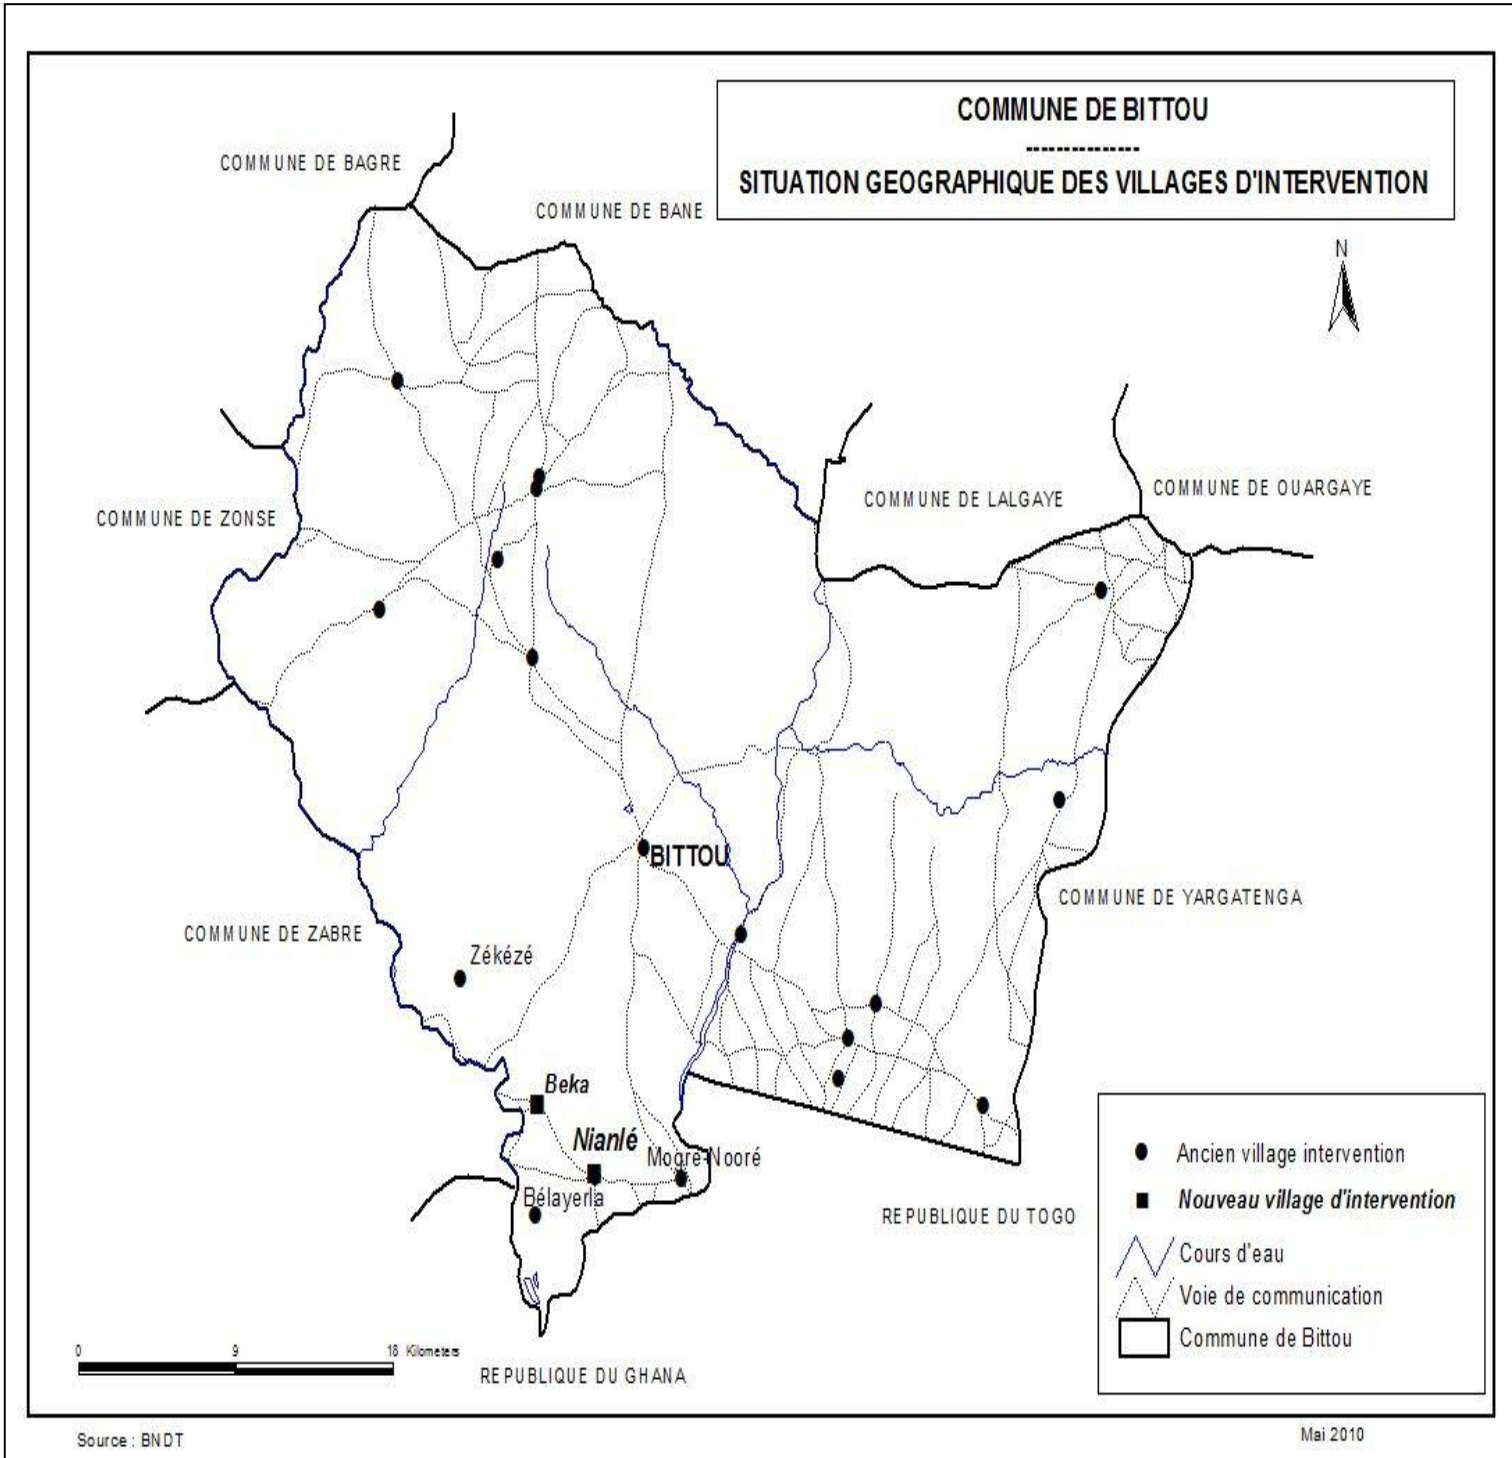 COMMUNE DE BITTOU
---------------
SITUATION GEOGRAPHIQUE DES VILLAGES D'INTERVENTION
COMMUNE DE BAGRE
COMMUNE DE BANE
N
COMMUNE DE LALGAYE
COMMUNE DE OUARGAYE
COMMUNE DE ZONSE
BITTOU
COMMUNE DE YARGATENGA
COMMUNE DE ZABRE
Zékézé
Beka
Nianlé
Mogre-Nooré
Bélayerla
REPUBLIQUE DU TOGO
Ancien village intervention
Nouveau village d'intervention
Cours d'eau
Voie de communication
Commune de Bittou
0 9 18 Kilometers
REPUBLIQUE DU GHANA
Source : BNDT
Mai 2010